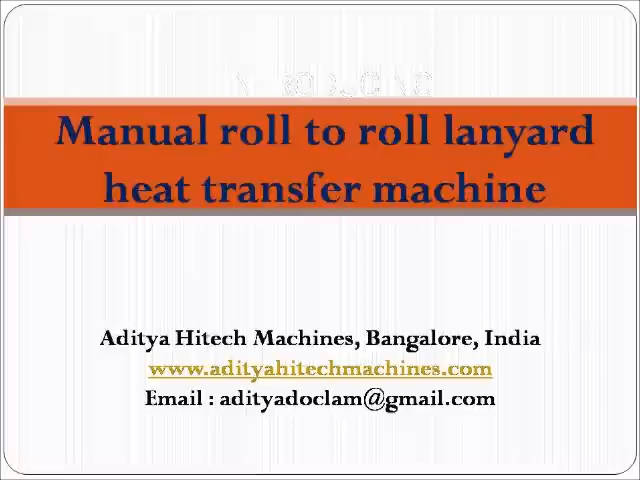 INTRODUCING
Manual roll to roll lanyard
heat transfer machine
Aditya Hitech Machines, Bangalore, India
www.adityahitechmachines.com
Email : adityadoclam@gmail.com